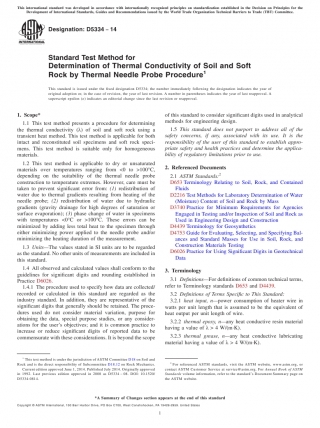 This international standard was developed in accordance with internationally recognized principles on standardization established in the Decision on Principles for the
Development of International Standards, Guides and Recommendations issued by the World Trade Organization Technical Barriers to Trade (TBT) Committee.
Designation: D5334 − 14
Standard Test Method for
Determination of Thermal Conductivity of Soil and Soft
Rock by Thermal Needle Probe Procedure1
This standard is issued under the fixed designation D5334; the number immediately following the designation indicates the year of
original adoption or, in the case of revision, the year of last revision. A number in parentheses indicates the year of last reapproval. A
superscript epsilon (ε) indicates an editorial change since the last revision or reapproval.
1. Scope*
1.1 This test method presents a procedure for determining
the thermal conductivity (λ) of soil and soft rock using a
transient heat method. This test method is applicable for both
intact and reconstituted soil specimens and soft rock speci-
mens. This test method is suitable only for homogeneous
materials.
1.2 This test method is applicable to dry or unsaturated
materials over temperatures ranging from <0 to >100°C,
depending on the suitability of the thermal needle probe
construction to temperature extremes. However, care must be
taken to prevent significant error from: (1) redistribution of
water due to thermal gradients resulting from heating of the
needle probe; (2) redistribution of water due to hydraulic
gradients (gravity drainage for high degrees of saturation or
surface evaporation); (3) phase change of water in specimens
with temperatures <0°C or >100°C. These errors can be
minimized by adding less total heat to the specimen through
either minimizing power applied to the needle probe and/or
minimizing the heating duration of the measurement.
1.3 Units—The values stated in SI units are to be regarded
as the standard. No other units of measurements are included in
this standard.
1.4 All observed and calculated values shall conform to the
guidelines for significant digits and rounding established in
Practice D6026.
1.4.1 The procedure used to specify how data are collected
recorded or calculated in this standard are regarded as the
industry standard. In addition, they are representative of the
significant digits that generally should be retained. The proce-
dures used do not consider material variation, purpose for
obtaining the data, special purpose studies, or any consider-
ations for the user's objectives; and it is common practice to
increase or reduce significant digits of reported data to be
commensurate with these considerations. It is beyond the scope
of this standard to consider significant digits used in analytical
methods for engineering design.
1.5 This standard does not purport to address all of the
safety concerns, if any, associated with its use. It is the
responsibility of the user of this standard to establish appro-
priate safety and health practices and determine the applica-
bility of regulatory limitations prior to use.
2. Referenced Documents
2.1 ASTM Standards:2
D653 Terminology Relating to Soil, Rock, and Contained
Fluids
D2216 Test Methods for Laboratory Determination of Water
(Moisture) Content of Soil and Rock by Mass
D3740 Practice for Minimum Requirements for Agencies
Engaged in Testing and/or Inspection of Soil and Rock as
Used in Engineering Design and Construction
D4439 Terminology for Geosynthetics
D4753 Guide for Evaluating, Selecting, and Specifying Bal-
ances and Standard Masses for Use in Soil, Rock, and
Construction Materials Testing
D6026 Practice for Using Significant Digits in Geotechnical
Data
3. Terminology
3.1 Definitions—For definitions of common technical terms,
refer to Terminology standards D653 and D4439.
3.2 Definitions of Terms Specific to This Standard:
3.2.1 heat input, n—power consumption of heater wire in
watts per unit length that is assumed to be the equivalent of
heat output per unit length of wire.
3.2.2 thermal epoxy, n—any heat conductive resin material
having a value of λ > 4 W/(m·K).
3.2.3 thermal grease, n—any heat conductive lubricating
material having a value of λ > 4 W/(m·K).
1 This test method is under the jurisdiction of ASTM Committee D18 on Soil and
Rock and is the direct responsibility of Subcommittee D18.12 on Rock Mechanics.
Current edition approved June 1, 2014. Published July 2014. Originally approved
in 1992. Last previous edition approved in 2008 as D5334 – 08. DOI: 10.1520/
D5334-14.
2 For referenced ASTM standards, visit the ASTM website, www.astm.org, or
contact ASTM Customer Service at service@astm.org. For Annual Book of ASTM
Standards volume information, refer to the standard's Document Summary page on
the ASTM website.
*A Summary of Changes section appears at the end of this standard
Copyright © ASTM International, 100 Barr Harbor Drive, PO Box C700, West Conshohocken, PA 19428-2959. United States
1